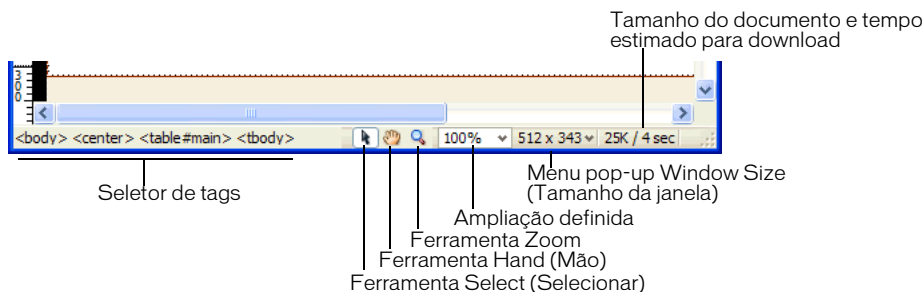 Tamanho do documento e tempo
estimado para download
3
0
0
<body> <center> <table#main> <tbody>
100%
512 x 343
25K / 4 sec
Seletor de tags
Menu pop-up Window Size
(Tamanho da janela)
Ampliação definida
Ferramenta Zoom
Ferramenta Hand (Mão)
Ferramenta Select (Selecionar)